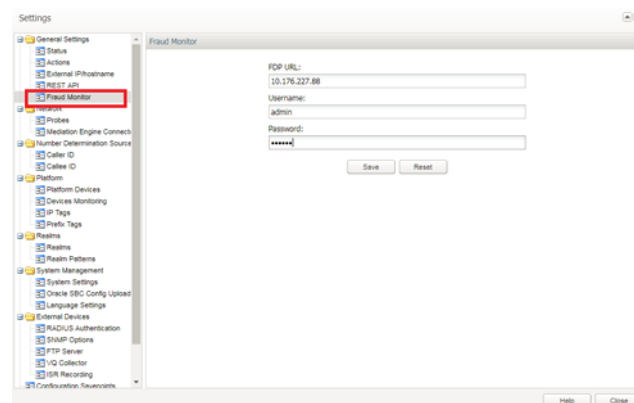 Settings
General Settings
Status
Actions
External IP/hostname
REST API
Fraud Monitor
Network
Probes
Mediation Engine Connecti
Number Determination Source
Caller ID
Callee ID
Platform
Platform Devices
Devices Monitoring
IP Tags
Prefix Tags
Realms
Realms
Realm Patterns
System Management
System Settings
Oracle SBC Config Upload
Language Settings
External Devices
RADIUS Authentication
SNMP Options
FTP Server
VQ Collector
ISR Recording
Configuration Savepoints
Fraud Monitor
FDP URL:
10.176.227.88
Username:
admin
Password:
••••••
Save
Reset
Help
Close